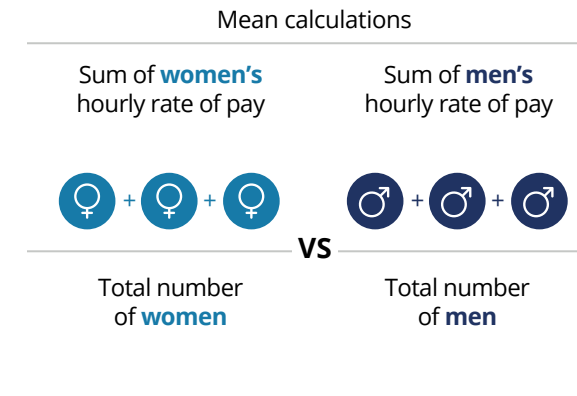 Mean calculations
Sum of women's
hourly rate of pay
Sum of men's
hourly rate of pay
+ +
+ +
VS
Total number
of women
Total number
of men